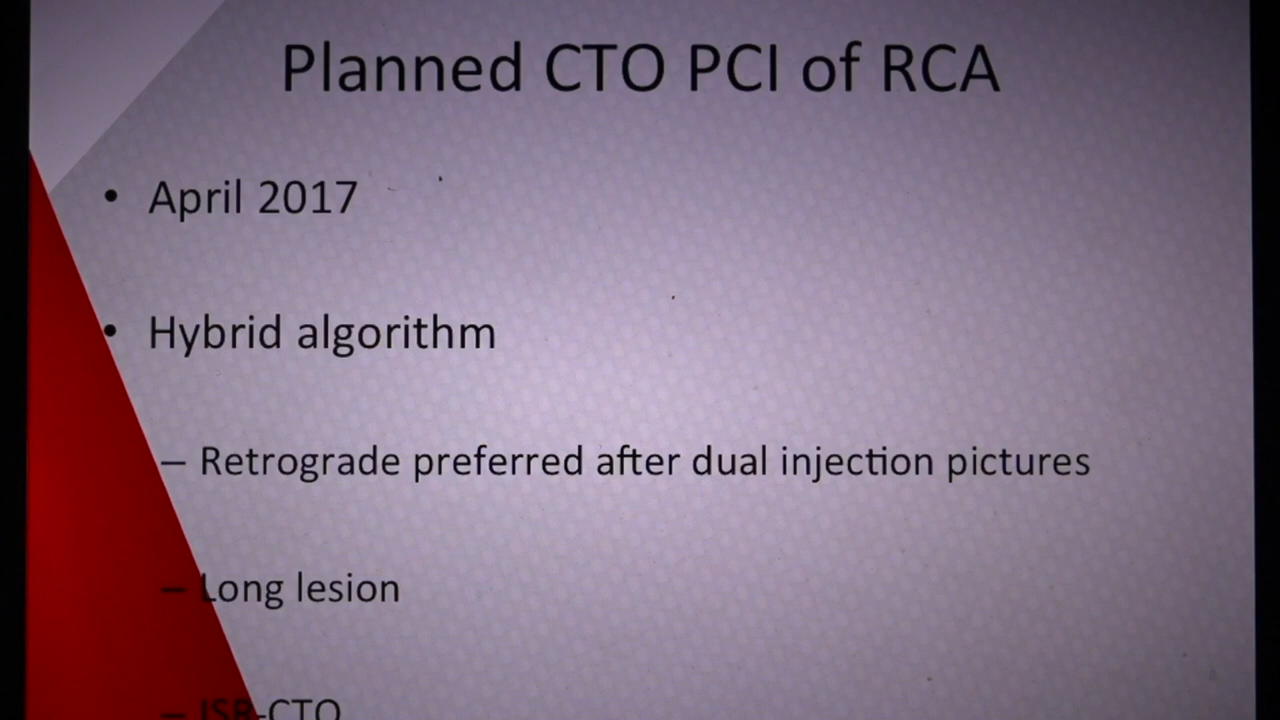 Planned CTO PCI of RCA
• April 2017
• Hybrid algorithm
– Retrograde preferred after dual injection pictures
– Long lesion
– ISR-CTO